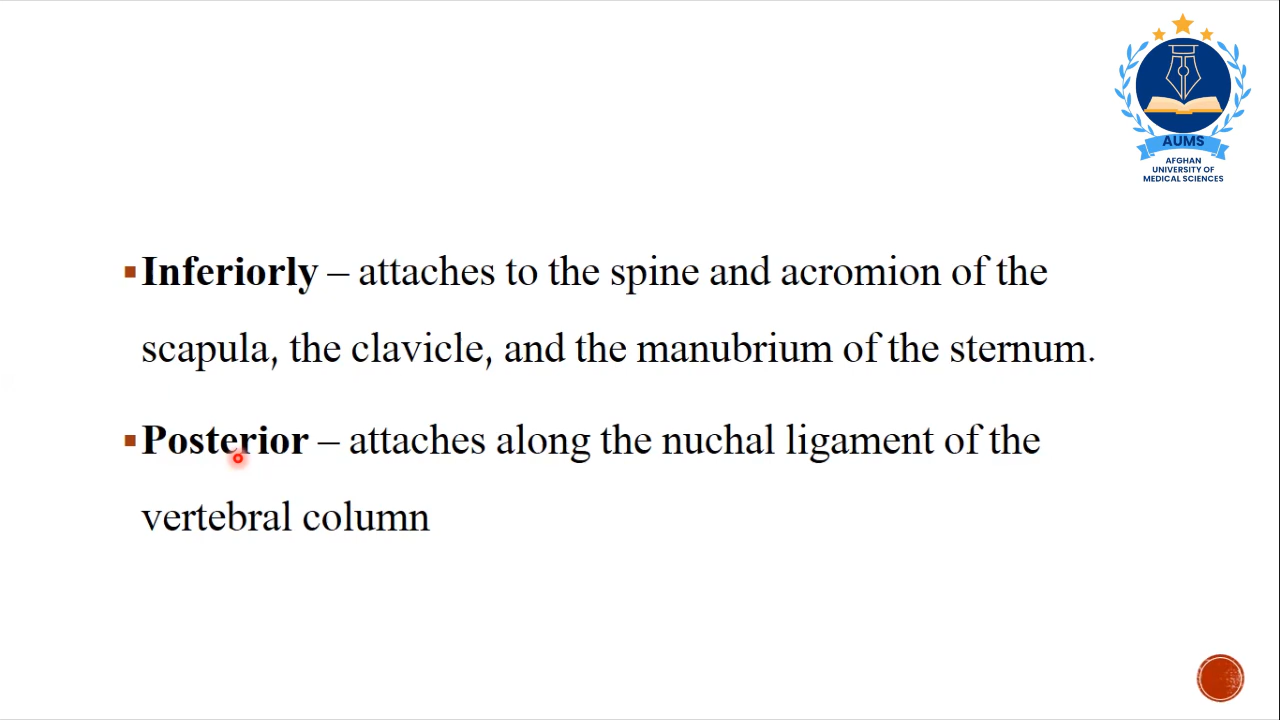 AUMS
AFGHAN
UNIVERSITY OF
MEDICAL SCIENCES
Inferiorly – attaches to the spine and acromion of the
scapula, the clavicle, and the manubrium of the sternum.
Posterior – attaches along the nuchal ligament of the
vertebral column